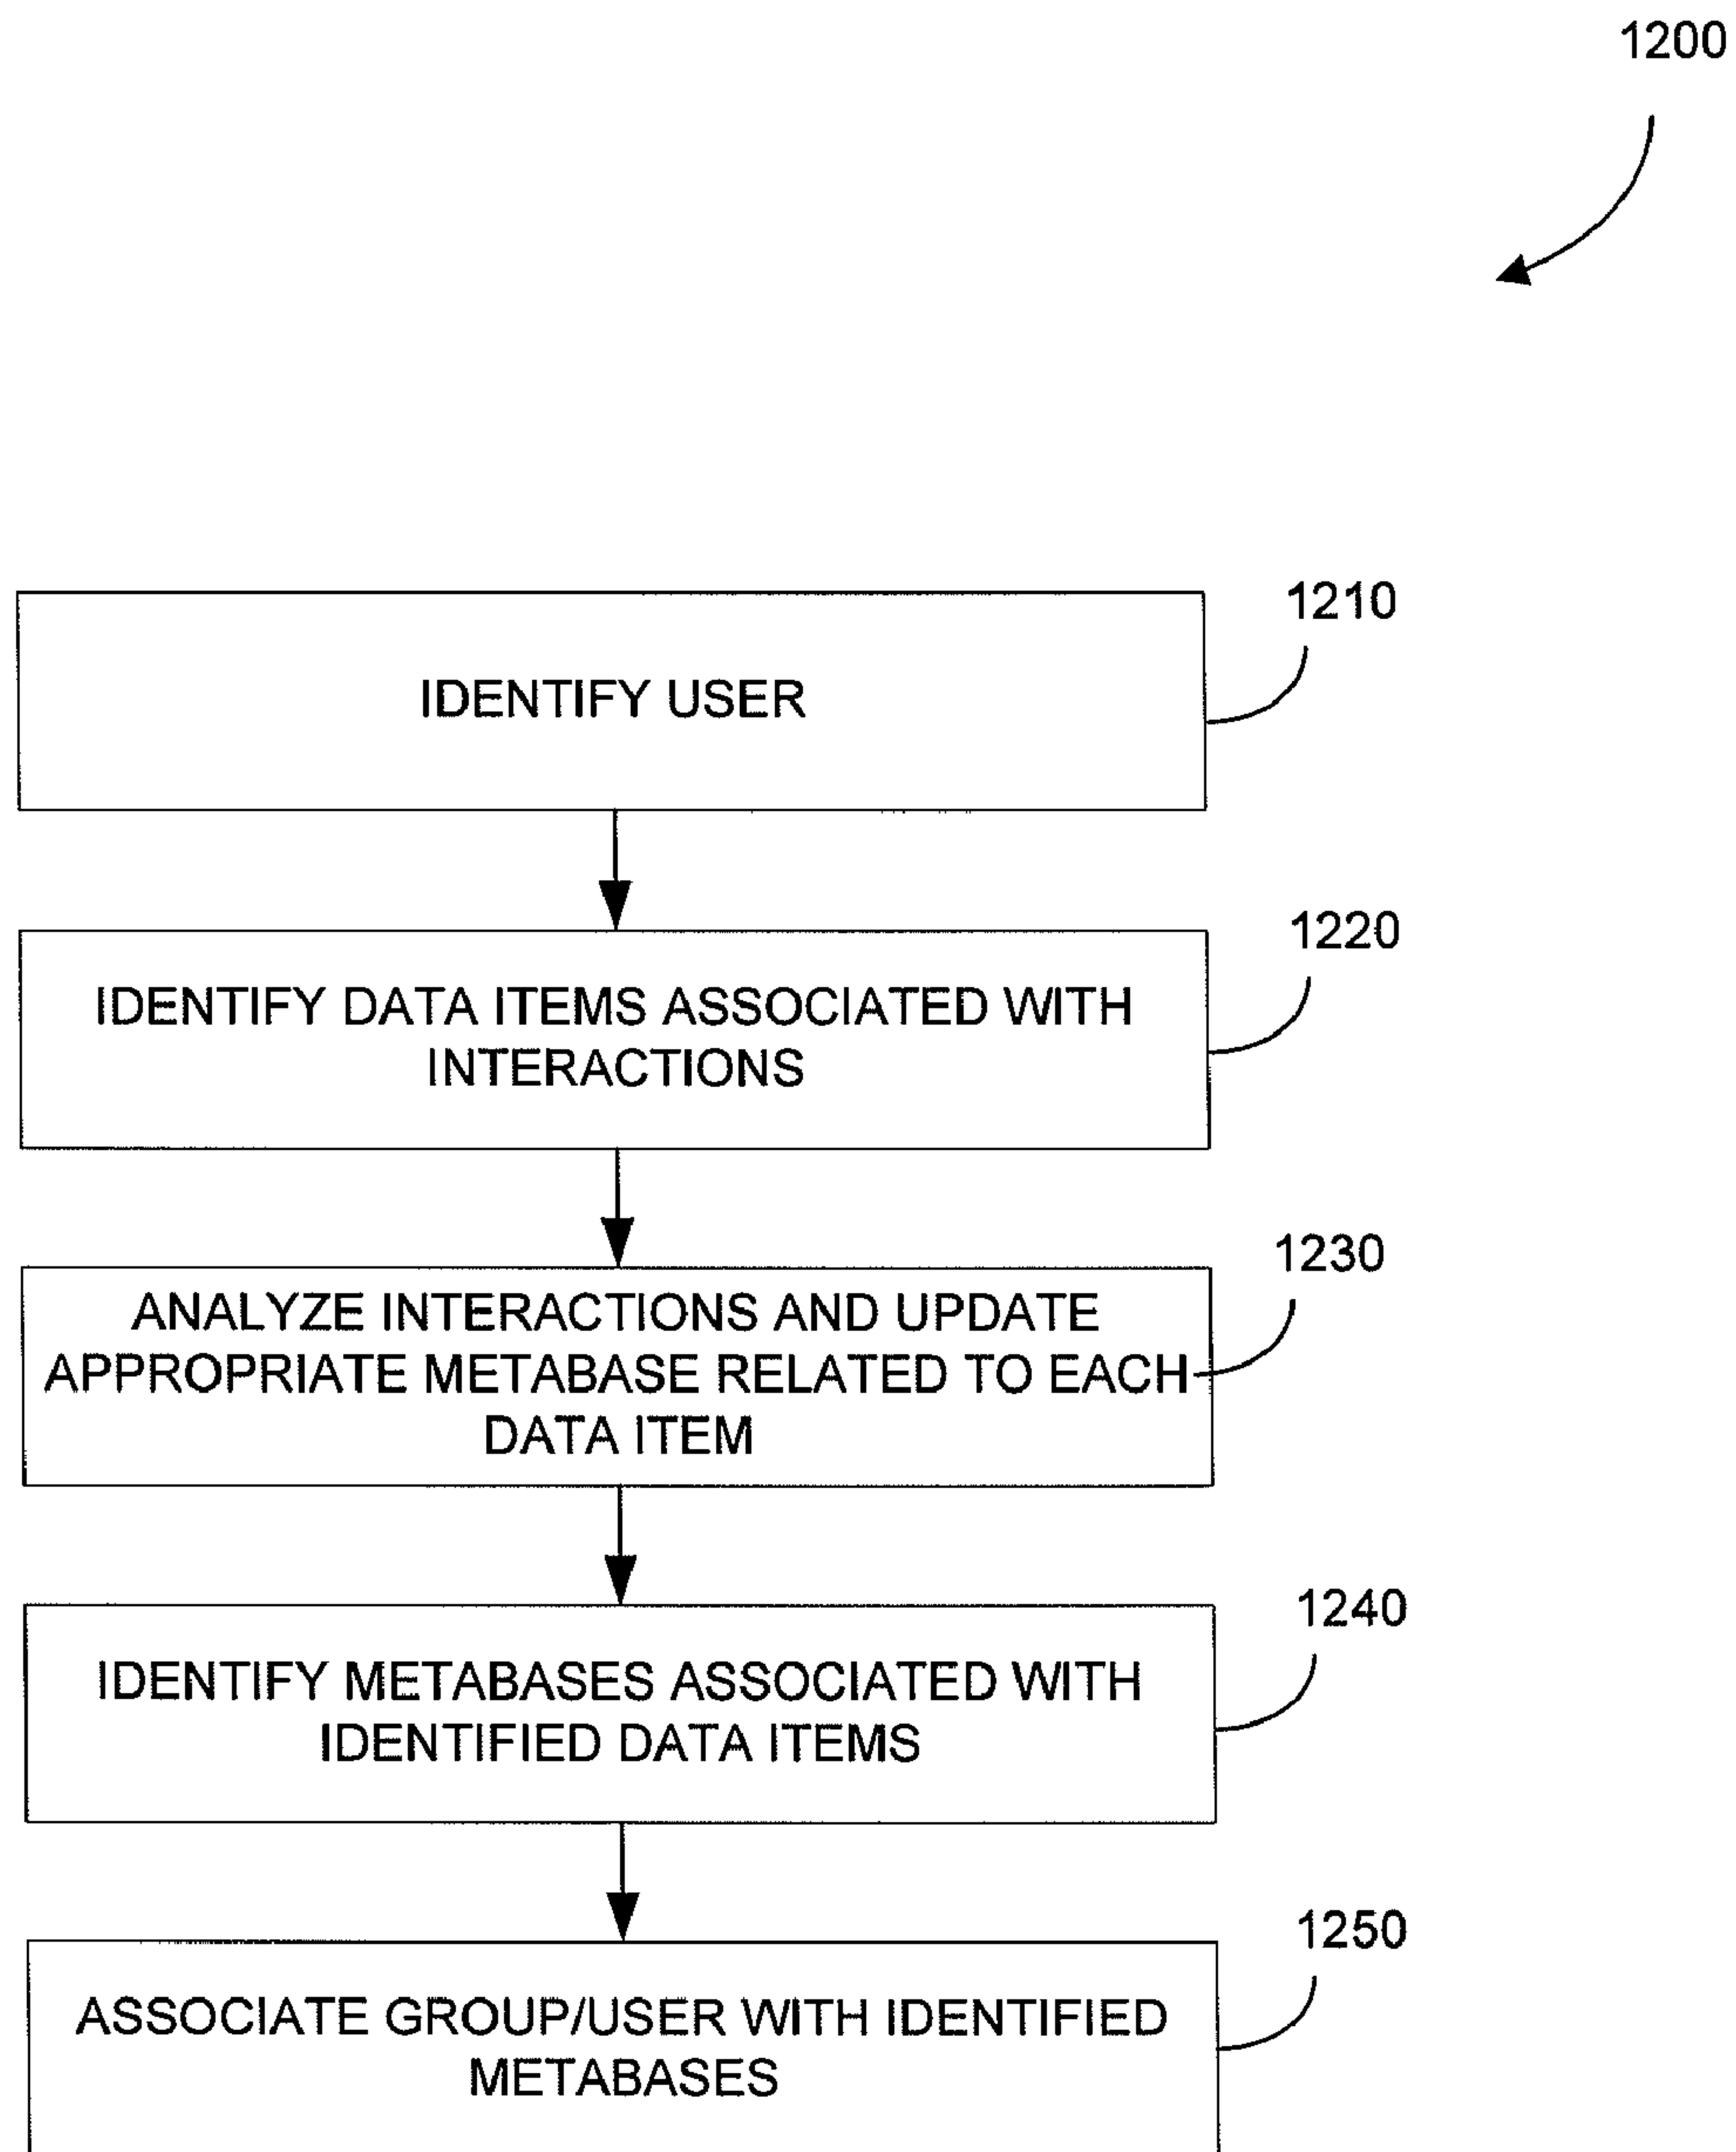 1200
1210
IDENTIFY USER
1220
IDENTIFY DATA ITEMS ASSOCIATED WITH
INTERACTIONS
1230
ANALYZE INTERACTIONS AND UPDATE
APPROPRIATE METABASE RELATED TO EACH
DATA ITEM
1240
IDENTIFY METABASES ASSOCIATED WITH
IDENTIFIED DATA ITEMS
1250
ASSOCIATE GROUP/USER WITH IDENTIFIED
METABASES